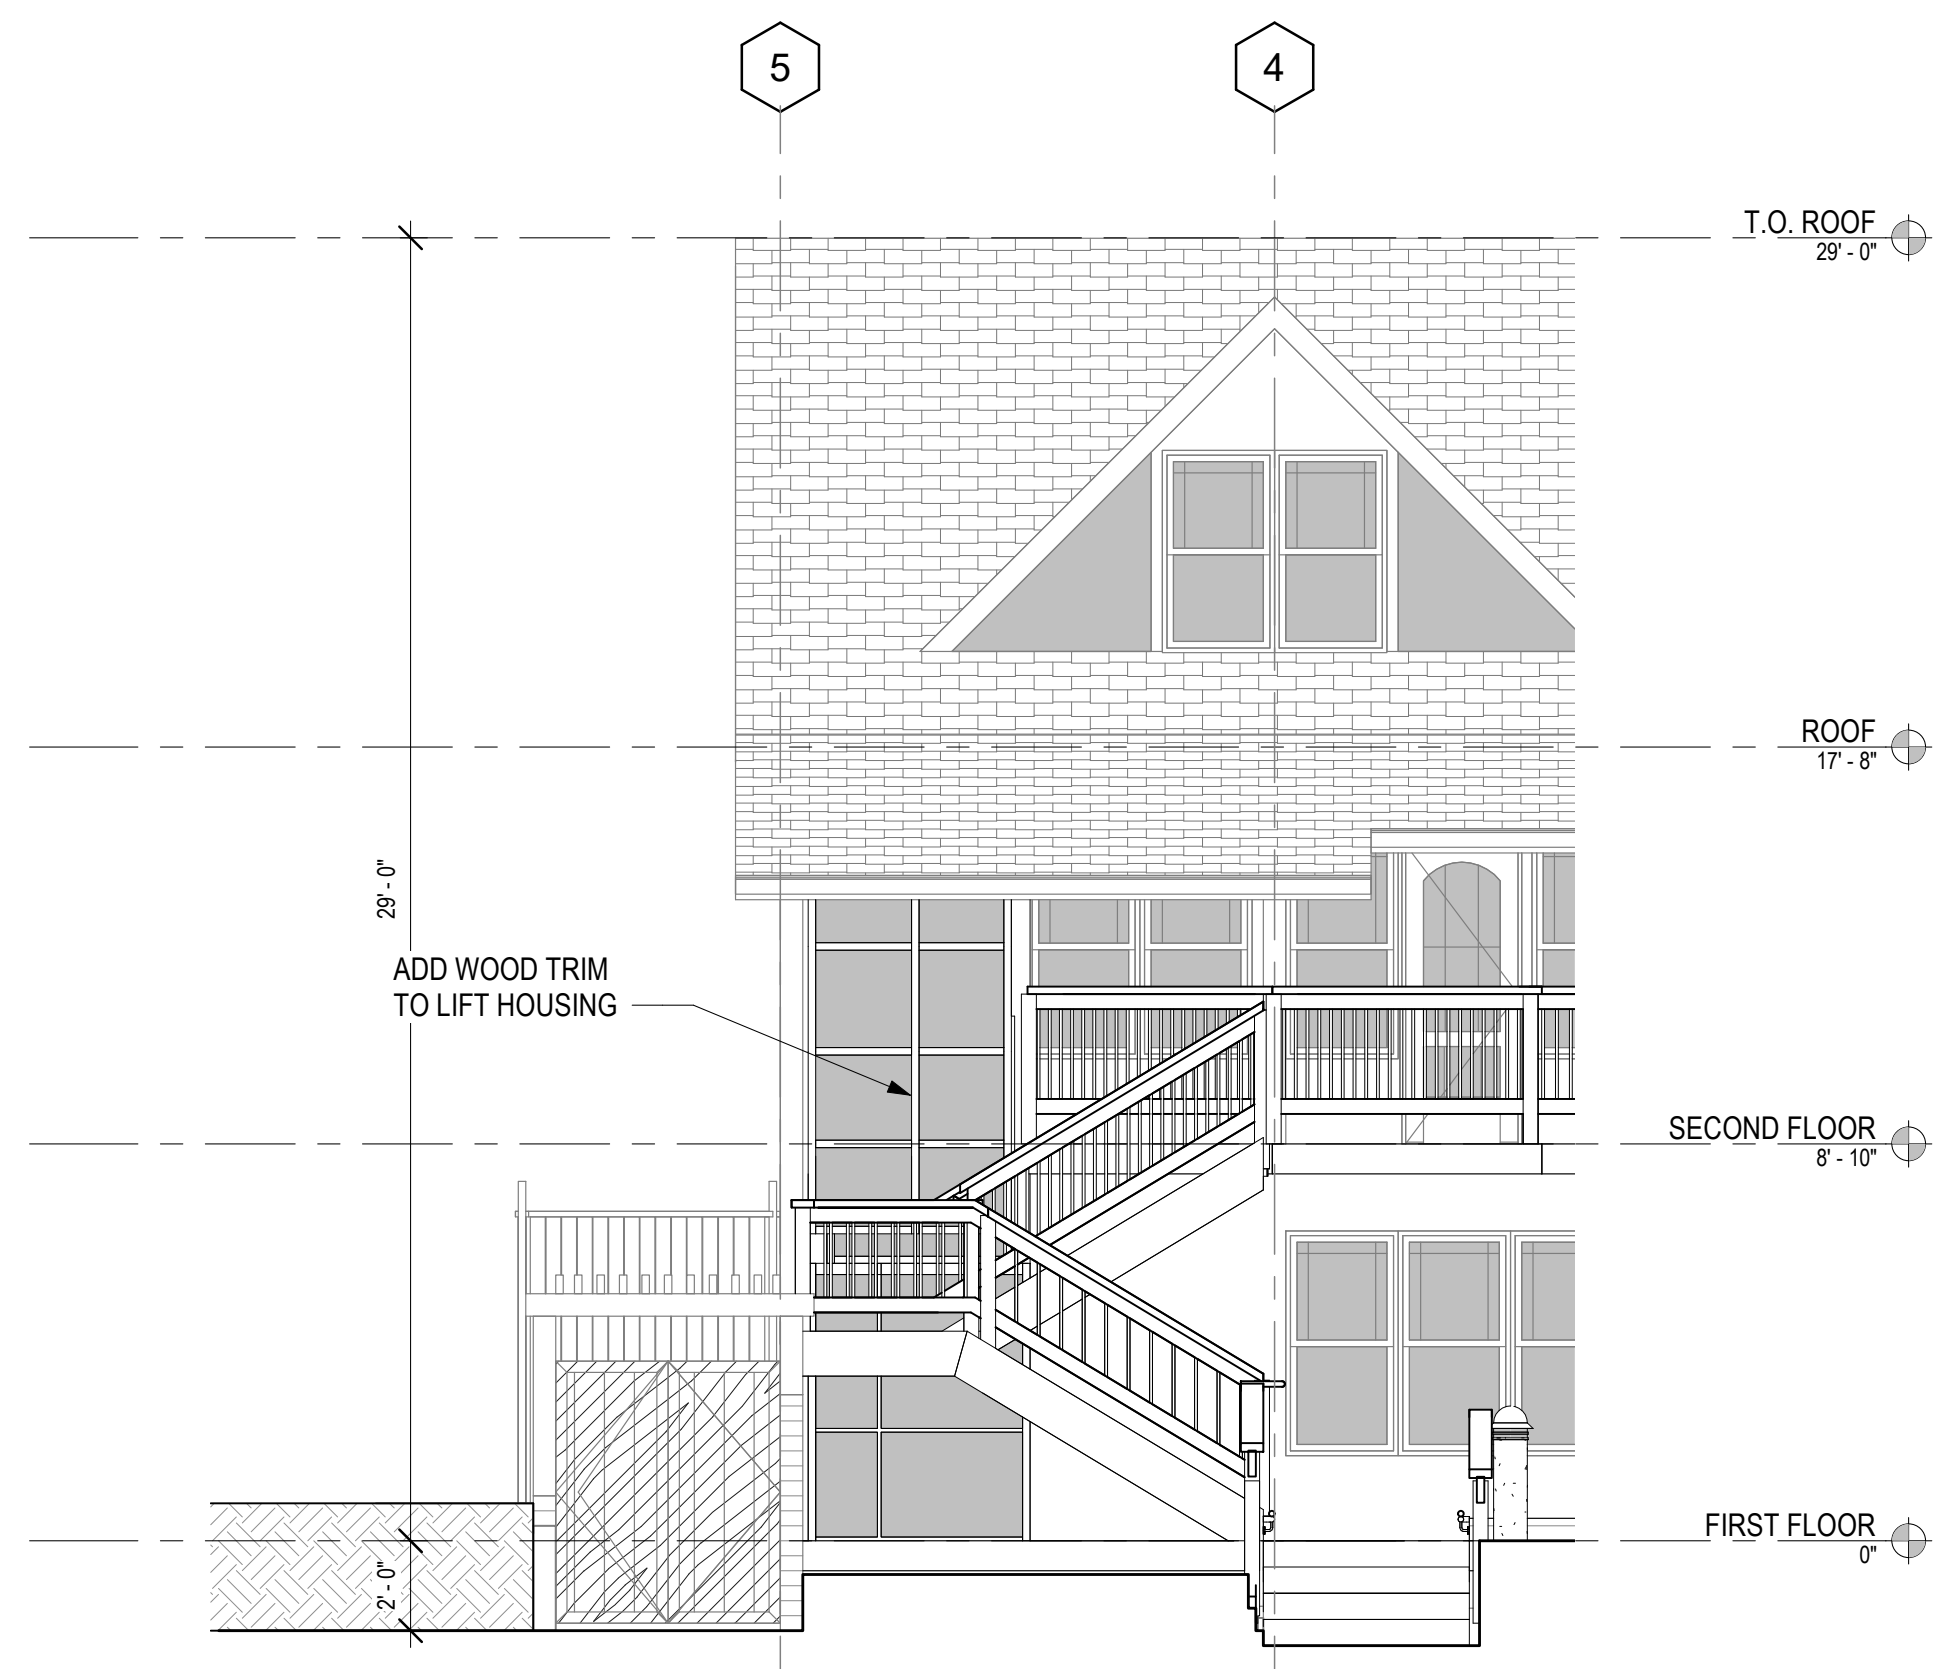 5
4
T.O. ROOF
29' - 0"
ROOF
17' - 8"
29' - 0"
ADD WOOD TRIM
TO LIFT HOUSING
SECOND FLOOR
8' - 10"
FIRST FLOOR
0"
2' - 0"